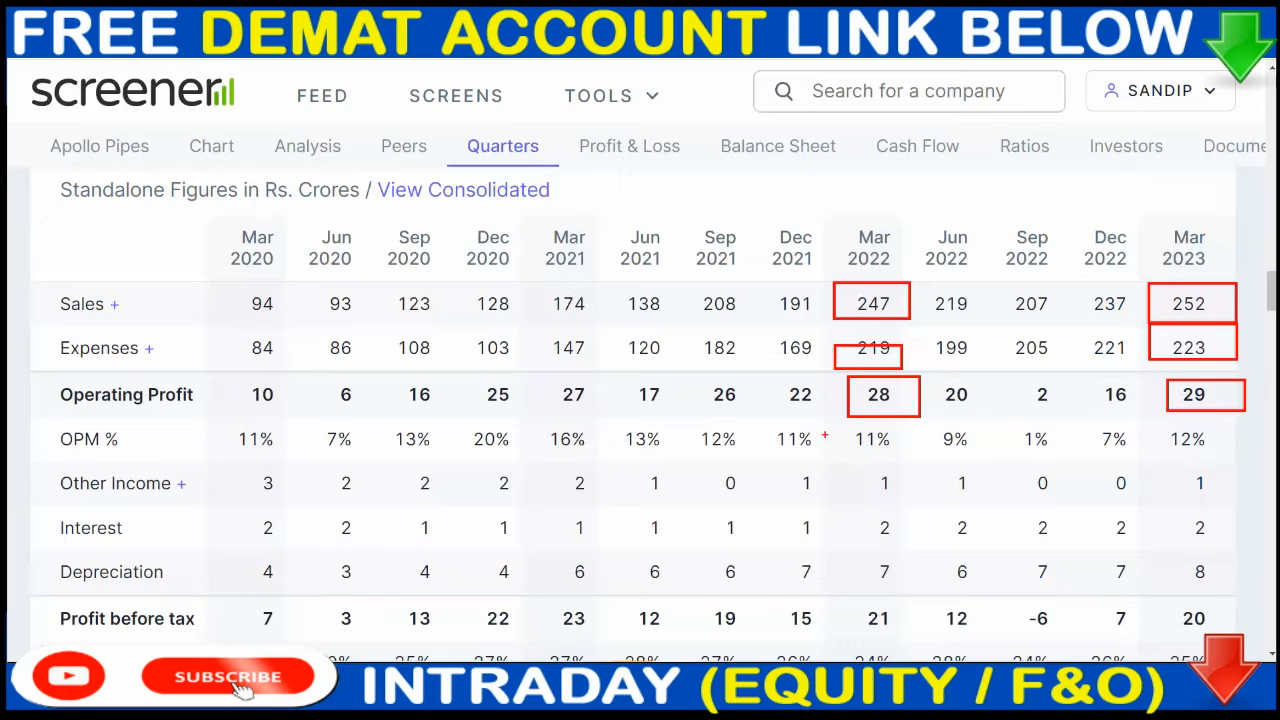 FREE DEMAT ACCOUNT LINK BELOW
screener FEED SCREENS TOOLS Search for a company SANDIP
Apollo Pipes Chart Analysis Peers Quarters Profit & Loss Balance Sheet Cash Flow Ratios Investors Docume
Standalone Figures in Rs. Crores / View Consolidated
Mar Jun Sep Dec Mar Jun Sep Dec Mar Jun Sep Dec Mar
2020 2020 2020 2020 2021 2021 2021 2021 2022 2022 2022 2022 2023
Sales + 94 93 123 128 174 138 208 191 247 219 207 237 252
Expenses + 84 86 108 103 147 120 182 169 219 199 205 221 223
Operating Profit 10 6 16 25 27 17 26 22 28 20 2 16 29
OPM % 11% 7% 13% 20% 16% 13% 12% 11% + 11% 9% 1% 7% 12%
Other Income + 3 2 2 2 2 1 0 1 1 1 0 0 1
Interest 2 2 1 1 1 1 1 1 2 2 2 2 2
Depreciation 4 3 4 4 6 6 6 7 7 6 7 7 8
Profit before tax 7 3 13 22 23 12 19 15 21 12 -6 7 20
SUBSCRIBE
INTRADAY (EQUITY / F&O)